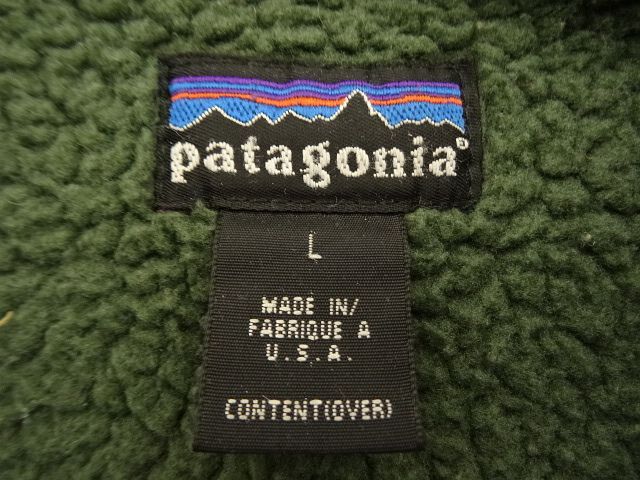 patagonia®
L
MADE IN/
FABRIQUE A
U.S.A.
CONTENT(OVER)